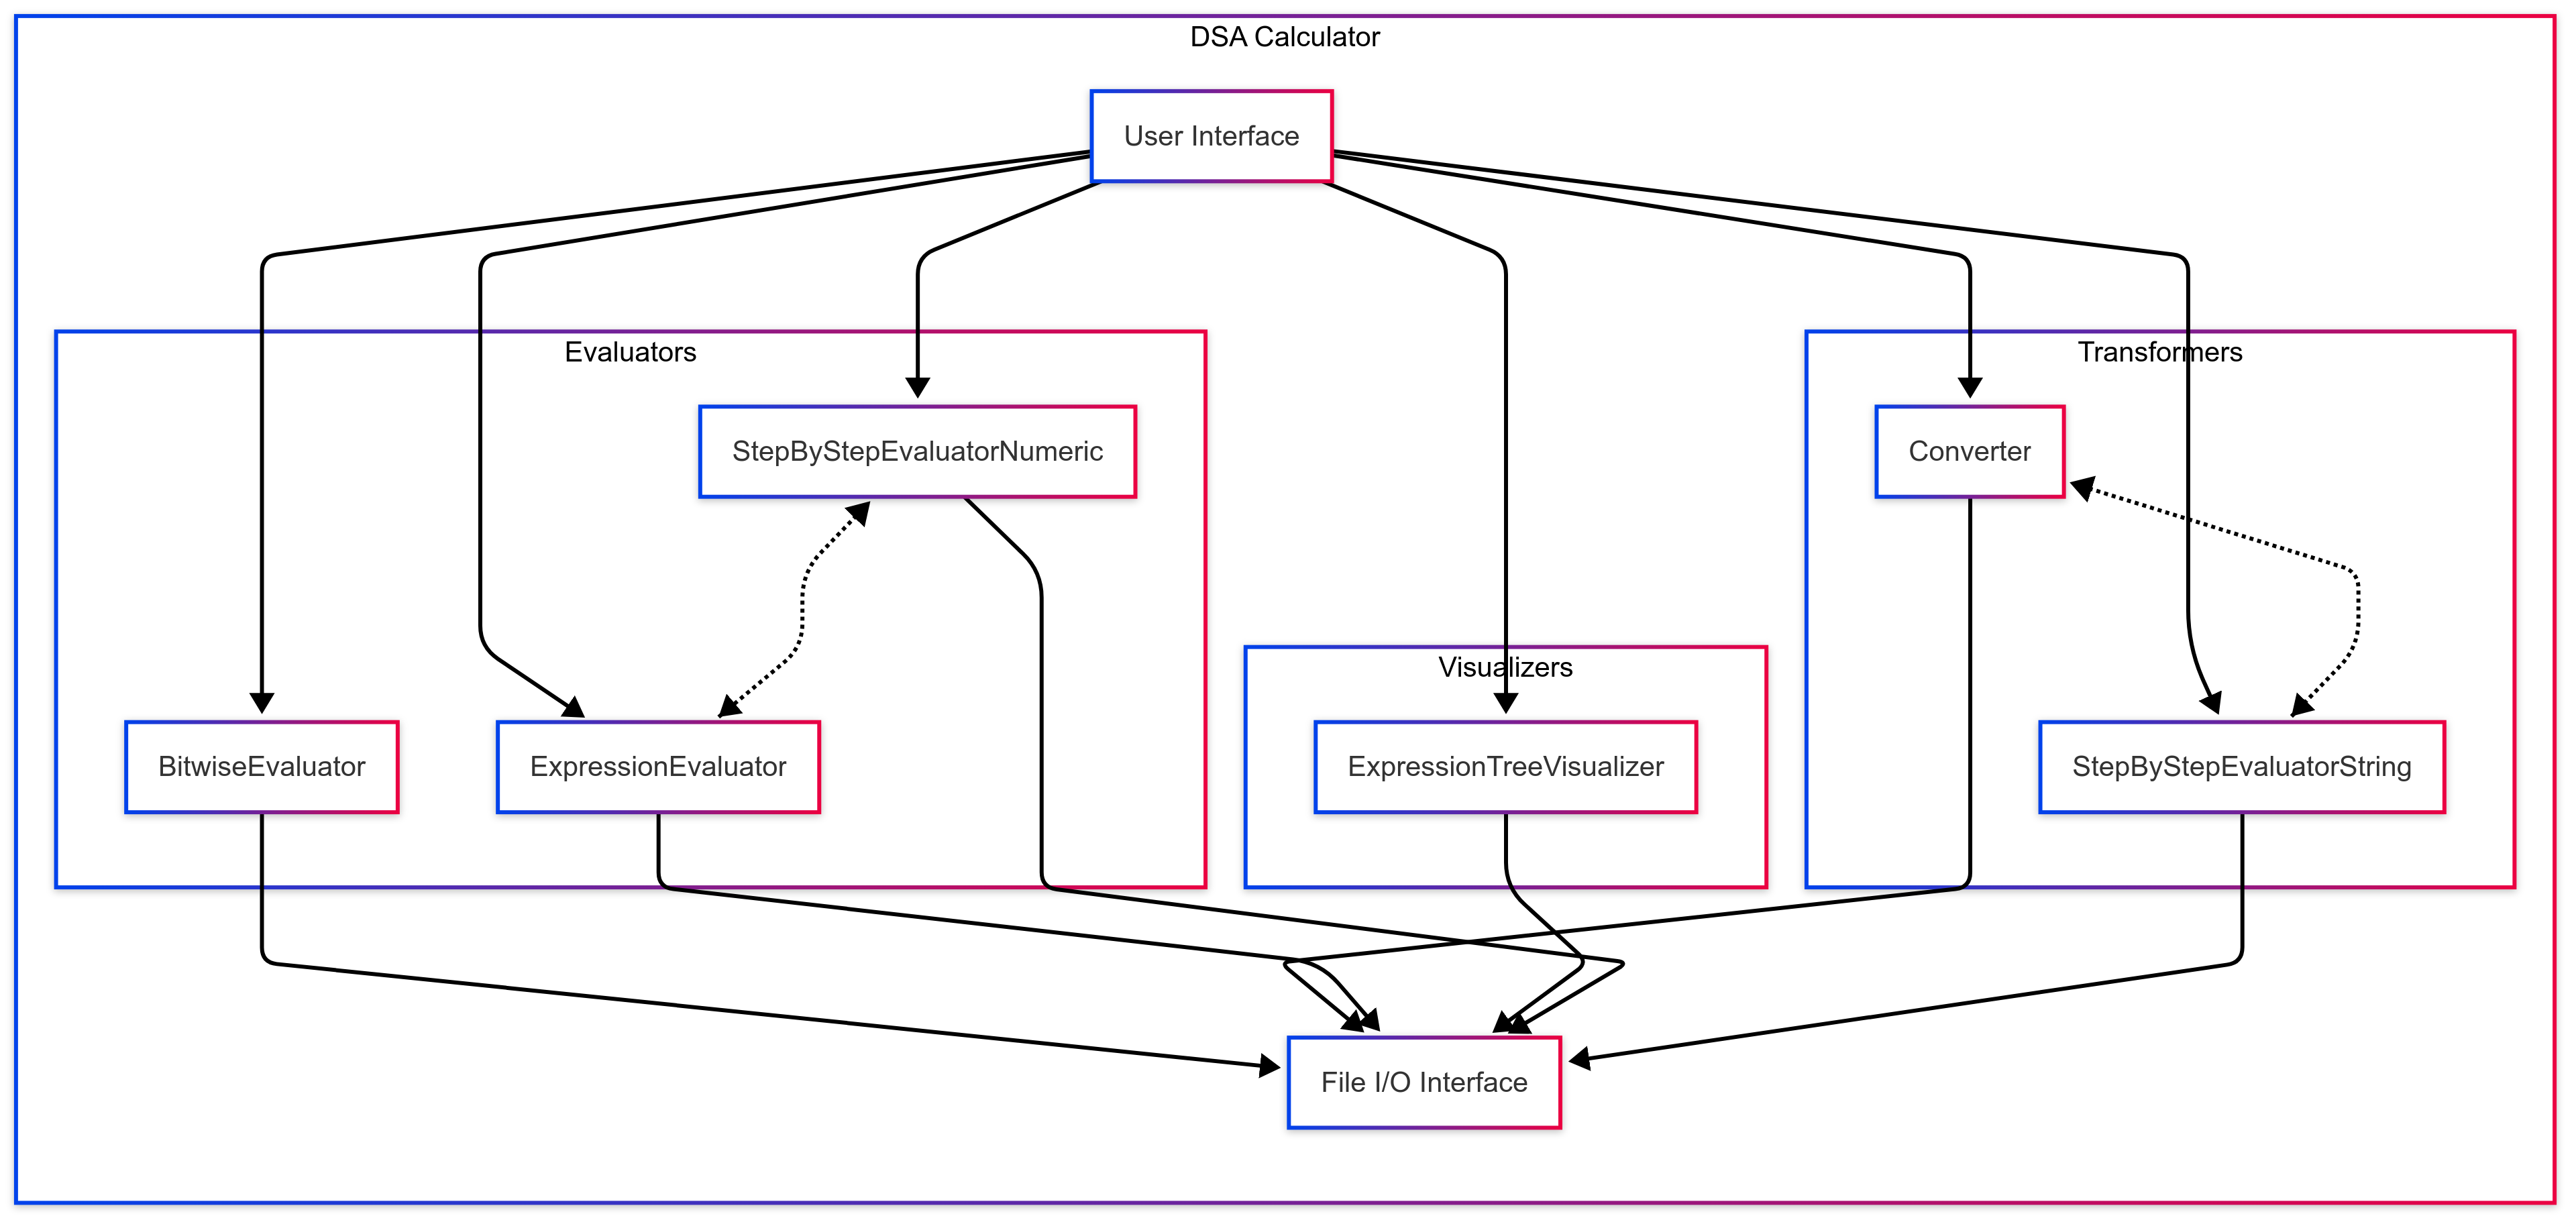 DSA Calculator
User Interface
Evaluators
Transformers
StepByStepEvaluatorNumeric
Converter
Visualizers
BitwiseEvaluator
ExpressionEvaluator
ExpressionTreeVisualizer
StepByStepEvaluatorString
File I/O Interface